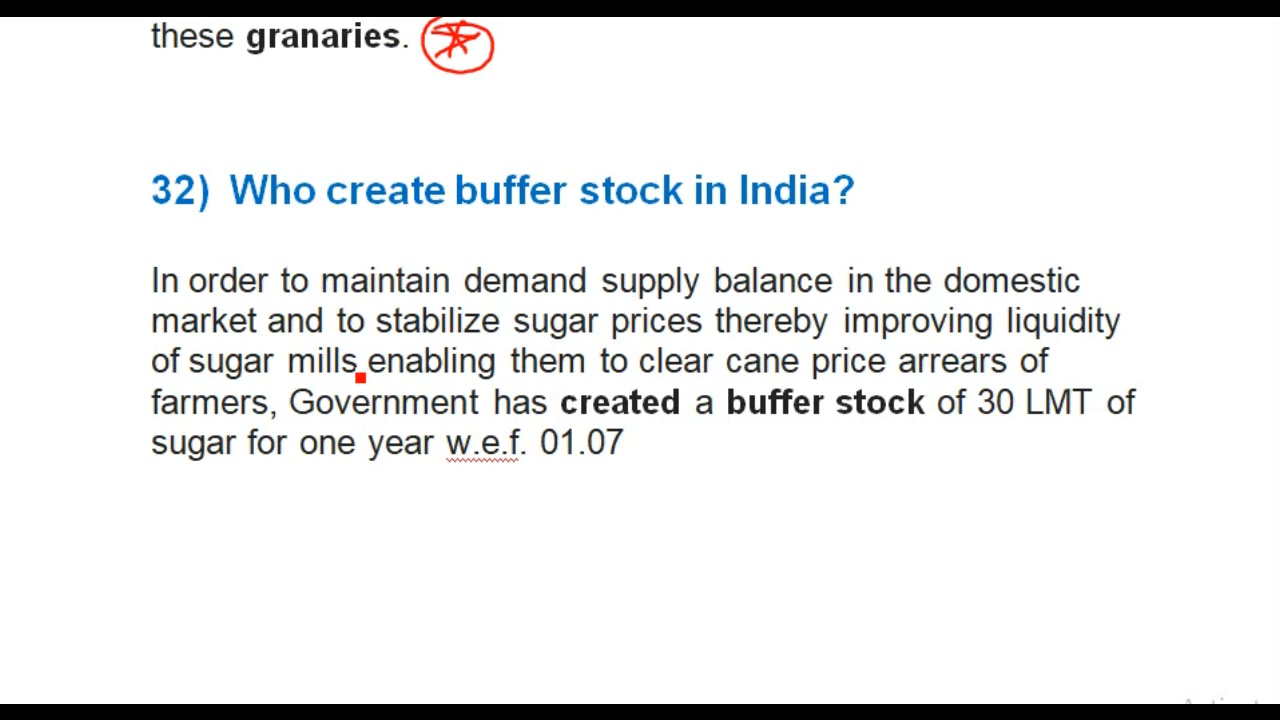 these granaries.
32) Who create buffer stock in India?
In order to maintain demand supply balance in the domestic
market and to stabilize sugar prices thereby improving liquidity
of sugar mills enabling them to clear cane price arrears of
farmers, Government has created a buffer stock of 30 LMT of
sugar for one year w.e.f. 01.07